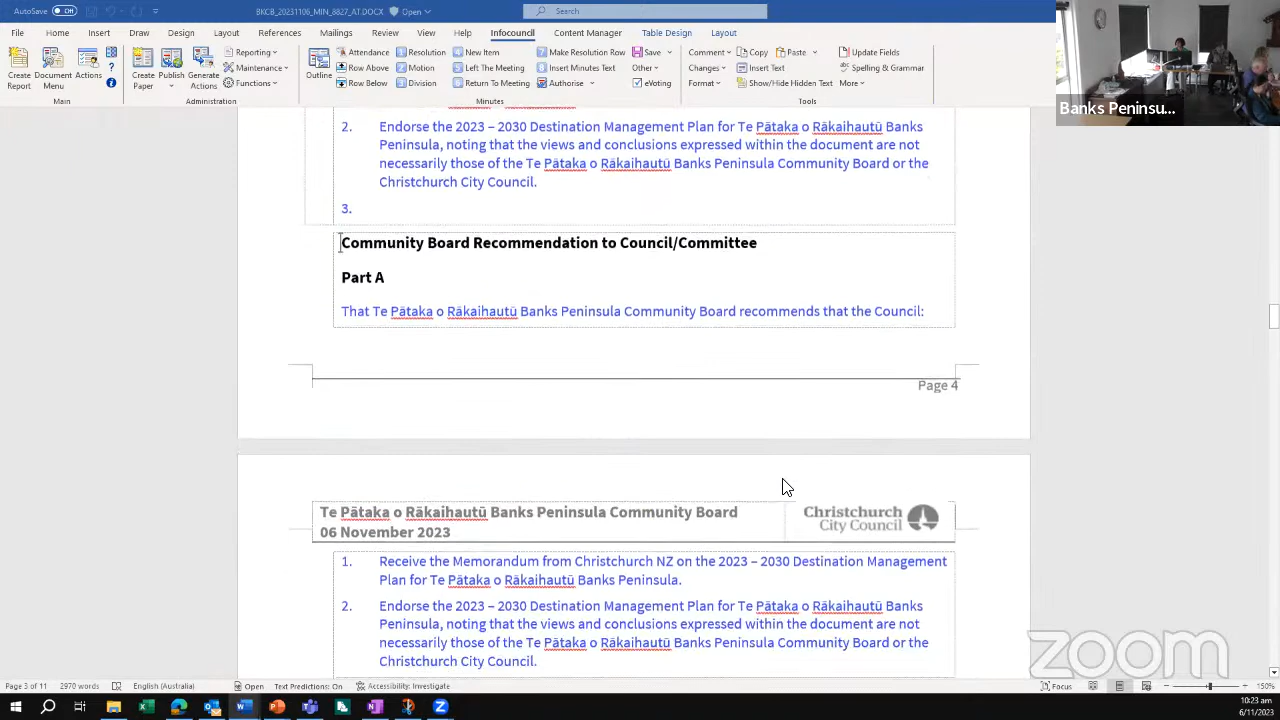 AutoSave Off BKCB_20231106_MIN_8827_AT.DOCX Open Search
File Home Insert Draw Design Layout References Mailings Review View Help Infocouncil Content Manager Table Design Layout
Create Report Document Menu Actions Create Paper Publish Generate Actions Reporting Maintenance Functions Outline
Attendance Row Above Row Below Resolution Motion Division New Item Left The Meeting Return To Meeting Make Resolution Row Insert Minutes Text Authorise Save Other eVoting
Comment Changes Format Copy Paste Insert Text Show/Hide Hidden Text Update Fields Spelling & Grammar More
Main Administration Minutes Tools
Banks Peninsu...
2. Endorse the 2023 – 2030 Destination Management Plan for Te Pātaka o Rākaihautū Banks
Peninsula, noting that the views and conclusions expressed within the document are not
necessarily those of the Te Pātaka o Rākaihautū Banks Peninsula Community Board or the
Christchurch City Council.
3.
Community Board Recommendation to Council/Committee
Part A
That Te Pātaka o Rākaihautū Banks Peninsula Community Board recommends that the Council:
Page 4
Te Pātaka o Rākaihautū Banks Peninsula Community Board
06 November 2023
Christchurch
City Council
1. Receive the Memorandum from Christchurch NZ on the 2023 – 2030 Destination Management
Plan for Te Pātaka o Rākaihautū Banks Peninsula.
2. Endorse the 2023 – 2030 Destination Management Plan for Te Pātaka o Rākaihautū Banks
Peninsula, noting that the views and conclusions expressed within the document are not
necessarily those of the Te Pātaka o Rākaihautū Banks Peninsula Community Board or the
Christchurch City Council.
zoom
Page 3 of 11 2970 words English (Australia) Open Text Predictions: On Accessibility: Investigate Focus 150%
10:23 am
6/11/2023